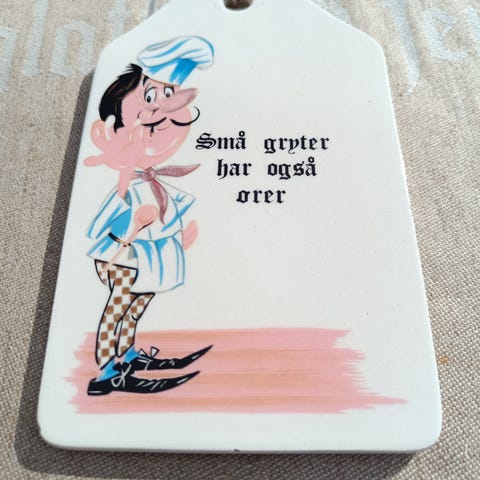 Små gryter
har også
ører